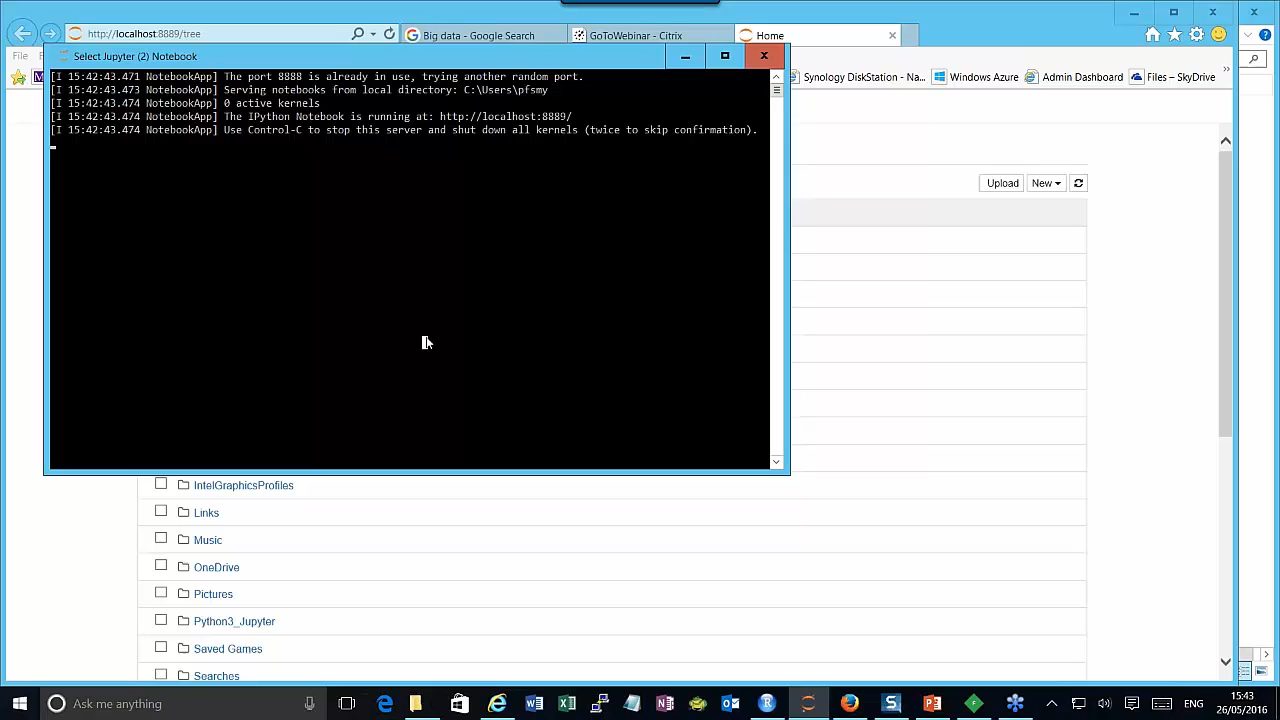 http://localhost:8889/tree
Big data - Google Search
GoToWebinar - Citrix
Home
File
Select Jupyter (2) Notebook
Synology DiskStation - Na...
Windows Azure
Admin Dashboard
Files – SkyDrive
[I 15:42:43.471 NotebookApp] The port 8888 is already in use, trying another random port.
[I 15:42:43.473 NotebookApp] Serving notebooks from local directory: C:\Users\pfsmy
[I 15:42:43.474 NotebookApp] 0 active kernels
[I 15:42:43.474 NotebookApp] The IPython Notebook is running at: http://localhost:8889/
[I 15:42:43.474 NotebookApp] Use Control-C to stop this server and shut down all kernels (twice to skip confirmation).
Upload New
IntelGraphicsProfiles
Links
Music
OneDrive
Pictures
Python3_Jupyter
Saved Games
Searches
Ask me anything
ENG
15:43
26/05/2016